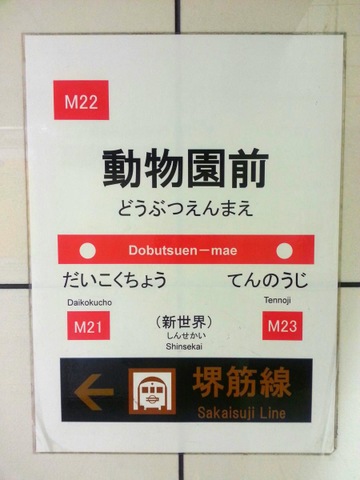 M22
動物園前
どうぶつえんまえ
Dobutsuen－mae
だいこくちょう てんのうじ
Daikokucho Tennoji
M21 （新世界） M23
しんせかい
Shinsekai
堺筋線
Sakaisuji Line